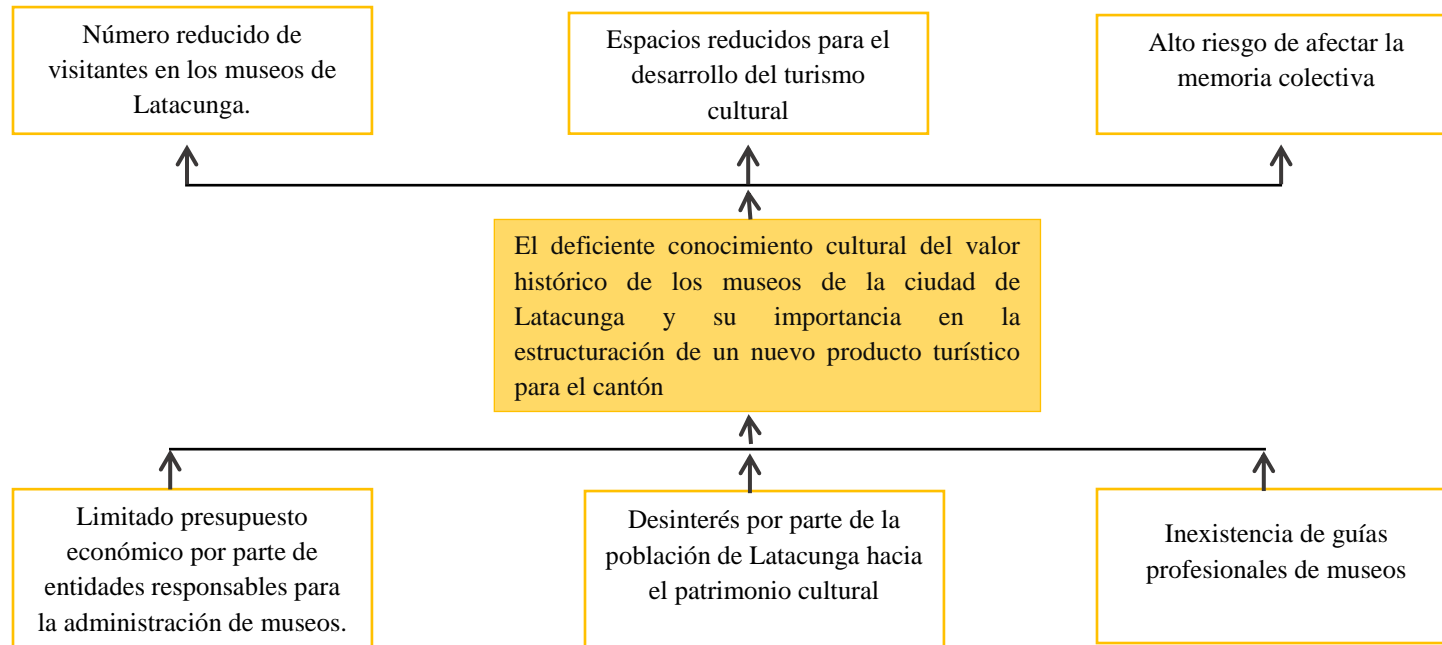 Número reducido de
visitantes en los museos de
Latacunga.
Espacios reducidos para el
desarrollo del turismo
cultural
Alto riesgo de afectar la
memoria colectiva
El deficiente conocimiento cultural del valor
histórico de los museos de la ciudad de
Latacunga y su importancia en la
estructuración de un nuevo producto turístico
para el cantón
Limitado presupuesto
económico por parte de
entidades responsables para
la administración de museos.
Desinterés por parte de la
población de Latacunga hacia
el patrimonio cultural
Inexistencia de guías
profesionales de museos